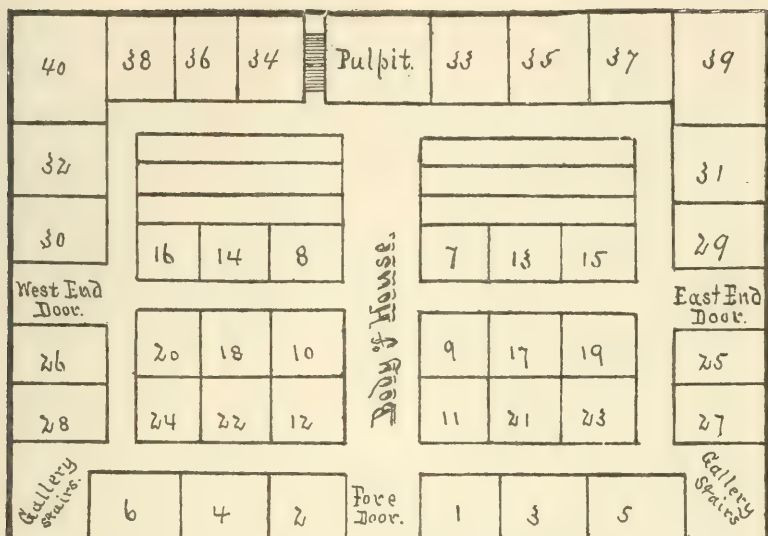 40 38 36 34 Pulpit. 33 35 37 39
32 31
30 16 14 8 7 13 15 29
West End
Door.
East End
Door.
Body of House.
26 20 18 10 9 17 19 25
28 24 22 12 11 21 23 27
Gallery
Stairs.
Gallery
Stairs
6 4 2
Fore
Door.
1 3 5